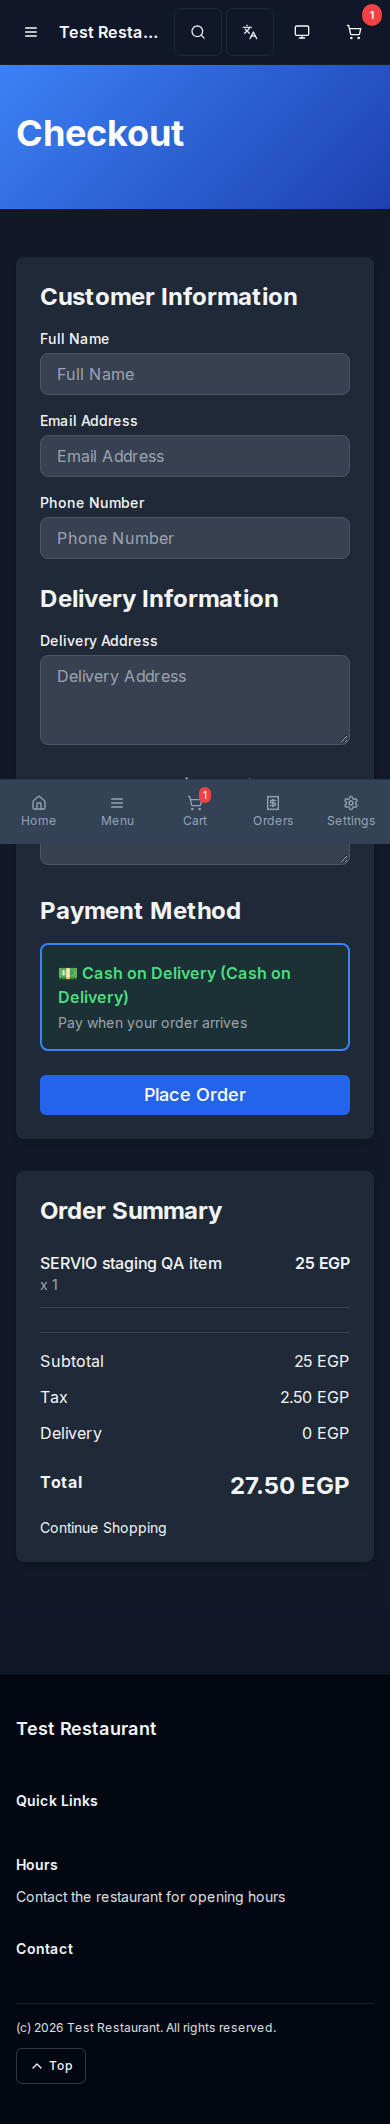 Test Resta...
1
Checkout
Customer Information
Full Name
Full Name
Email Address
Email Address
Phone Number
Phone Number
Delivery Information
Delivery Address
Delivery Address
1
Home Menu Cart Orders Settings
Payment Method
💵 Cash on Delivery (Cash on
Delivery)
Pay when your order arrives
Place Order
Order Summary
SERVIO staging QA item 25 EGP
x 1
Subtotal 25 EGP
Tax 2.50 EGP
Delivery 0 EGP
Total 27.50 EGP
Continue Shopping
Test Restaurant
Quick Links
Hours
Contact the restaurant for opening hours
Contact
(c) 2026 Test Restaurant. All rights reserved.
Top